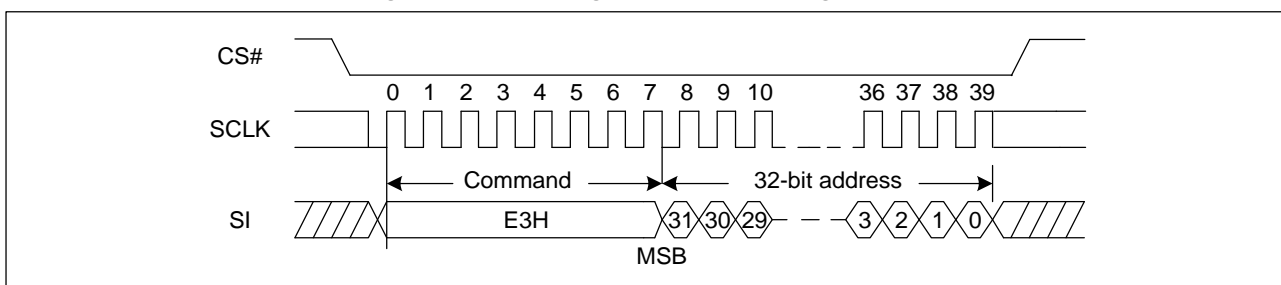 CS#
0 1 2 3 4 5 6 7 8 9 10 36 37 38 39
SCLK
Command 32-bit address
SI E3H 31 30 29 3 2 1 0
MSB